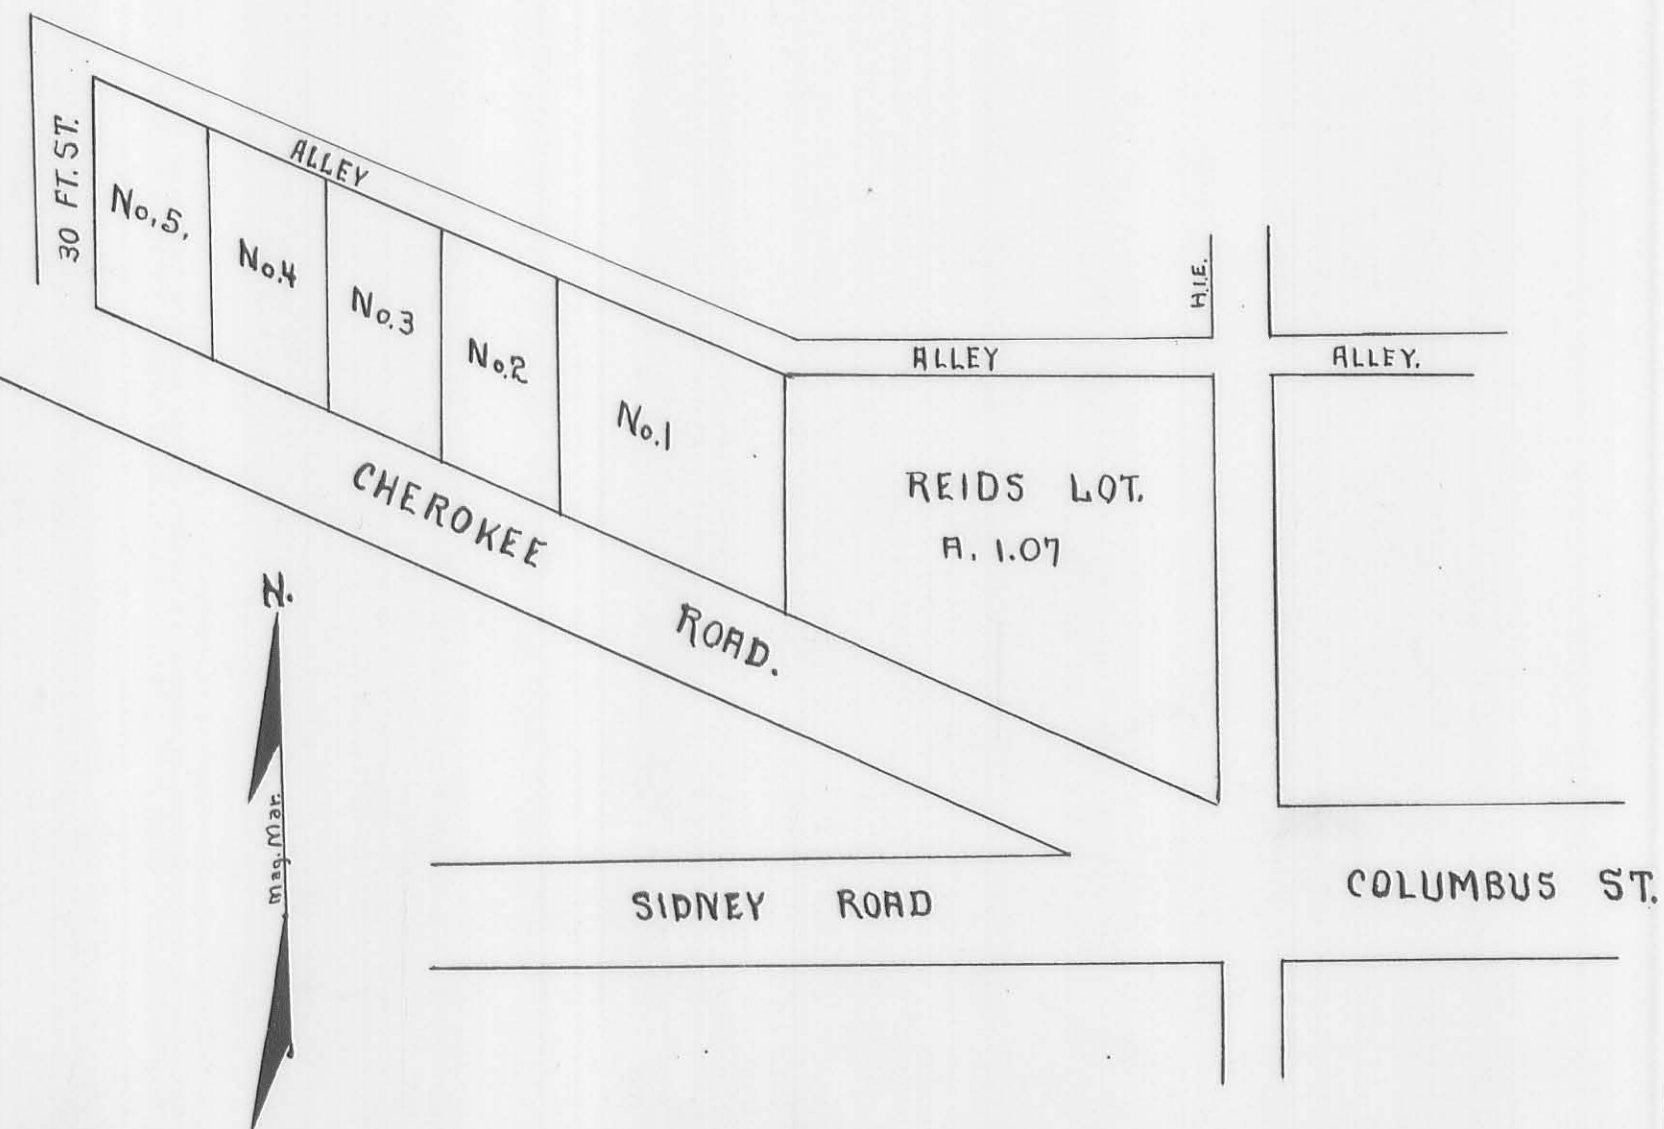 30 FT. ST.
ALLEY
No. 5,
No. 4
No. 3
No. 2
No. 1
H.I.E.
ALLEY
ALLEY.
REIDS LOT.
A. 1.07
CHEROKEE ROAD.
N.
Mag. Mar.
SIDNEY ROAD
COLUMBUS ST.